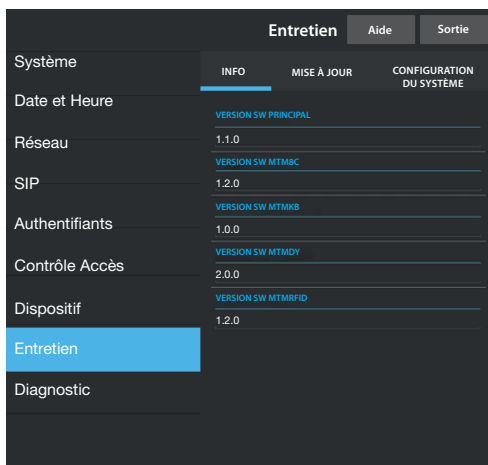 Entretien
Aide
Sortie
Système
Date et Heure
Réseau
SIP
Authentifiants
Contrôle Accès
Dispositif
Entretien
Diagnostic
INFO
MISE À JOUR
CONFIGURATION
DU SYSTÈME
VERSION SW PRINCIPAL
1.1.0
VERSION SW MTM8C
1.2.0
VERSION SW MTMKB
1.0.0
VERSION SW MTMDY
2.0.0
VERSION SW MTMRFID
1.2.0